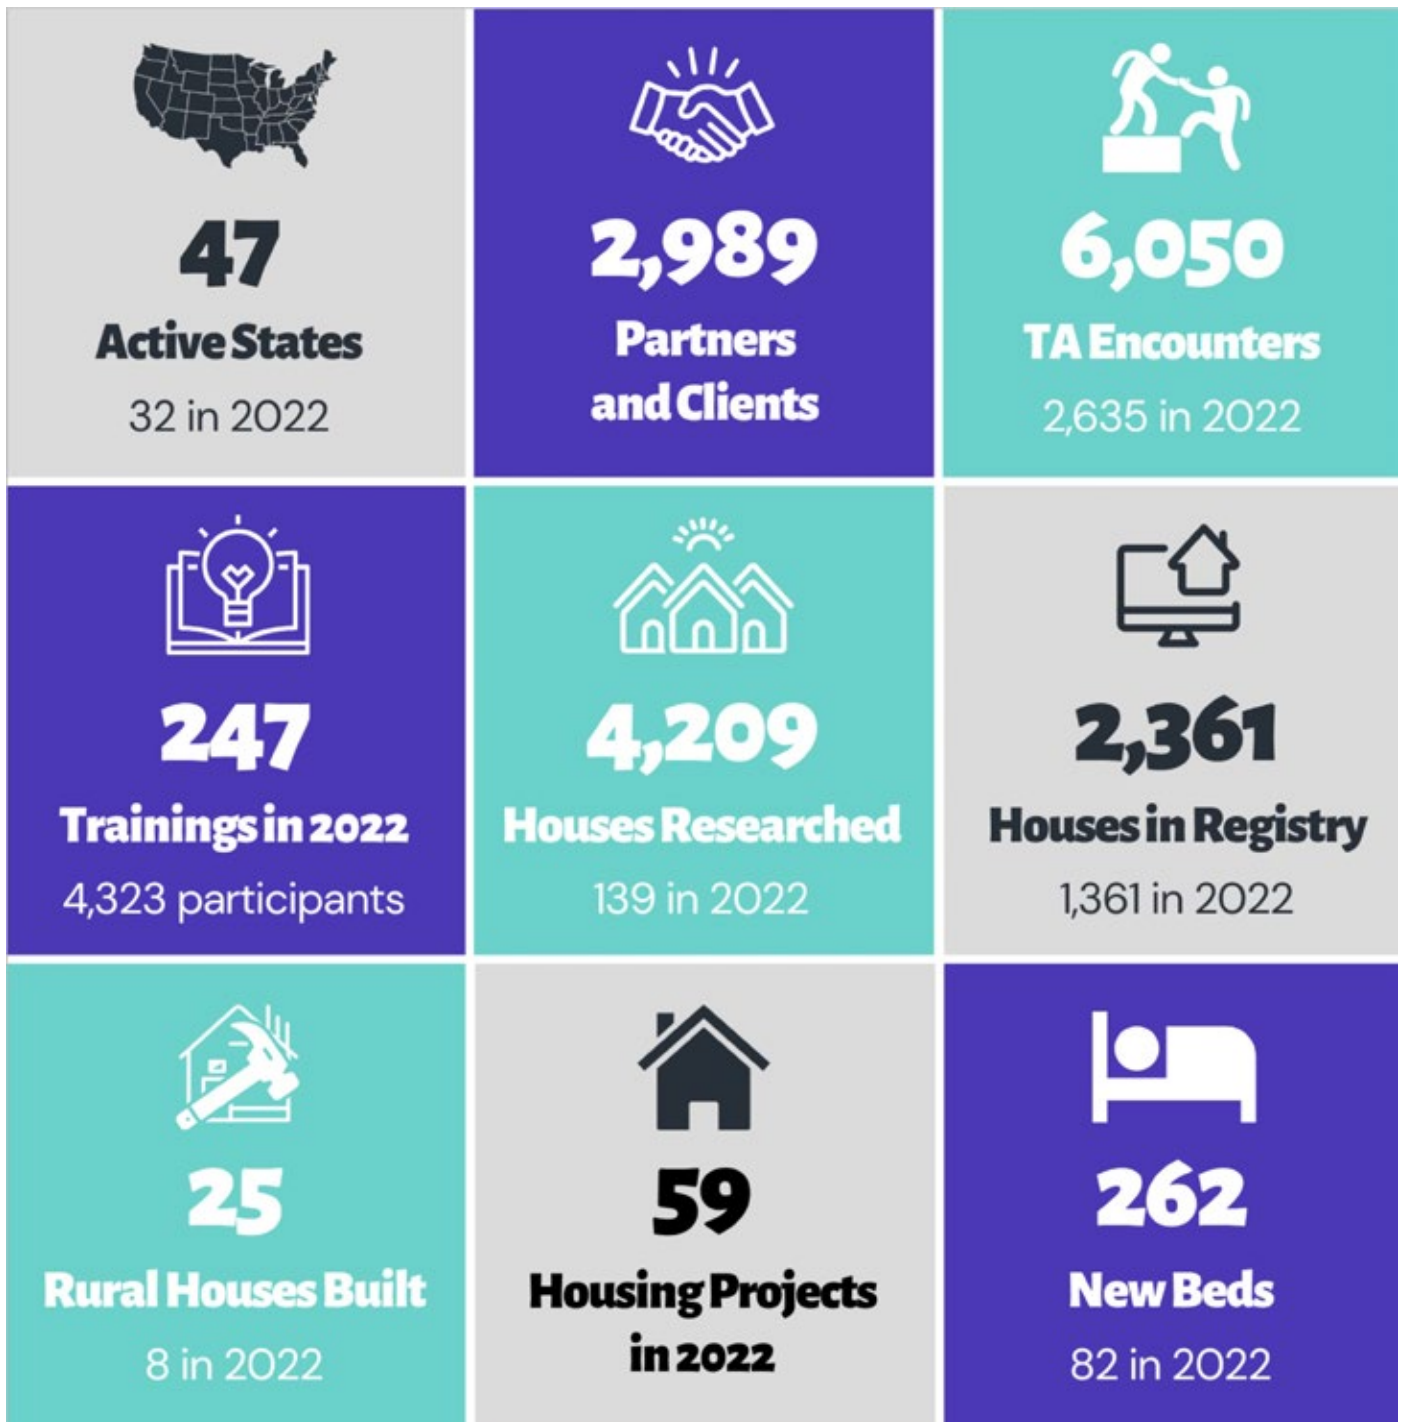 47
Active States
32 in 2022
2,989
Partners
and Clients
6,050
TA Encounters
2,635 in 2022
247
Trainings in 2022
4,323 participants
4,209
Houses Researched
139 in 2022
2,361
Houses in Registry
1,361 in 2022
25
Rural Houses Built
8 in 2022
59
Housing Projects
in 2022
262
New Beds
82 in 2022